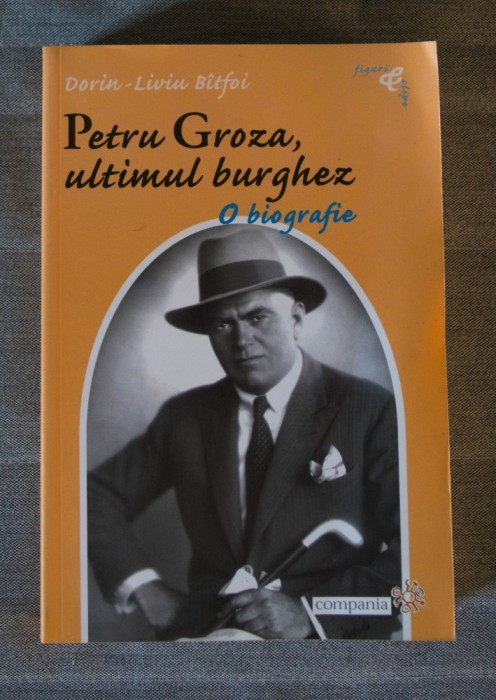 Dorin-Liviu Bîtfoi
figuri
&
clipe
Petru Groza,
ultimul burghez
O biografie
compania